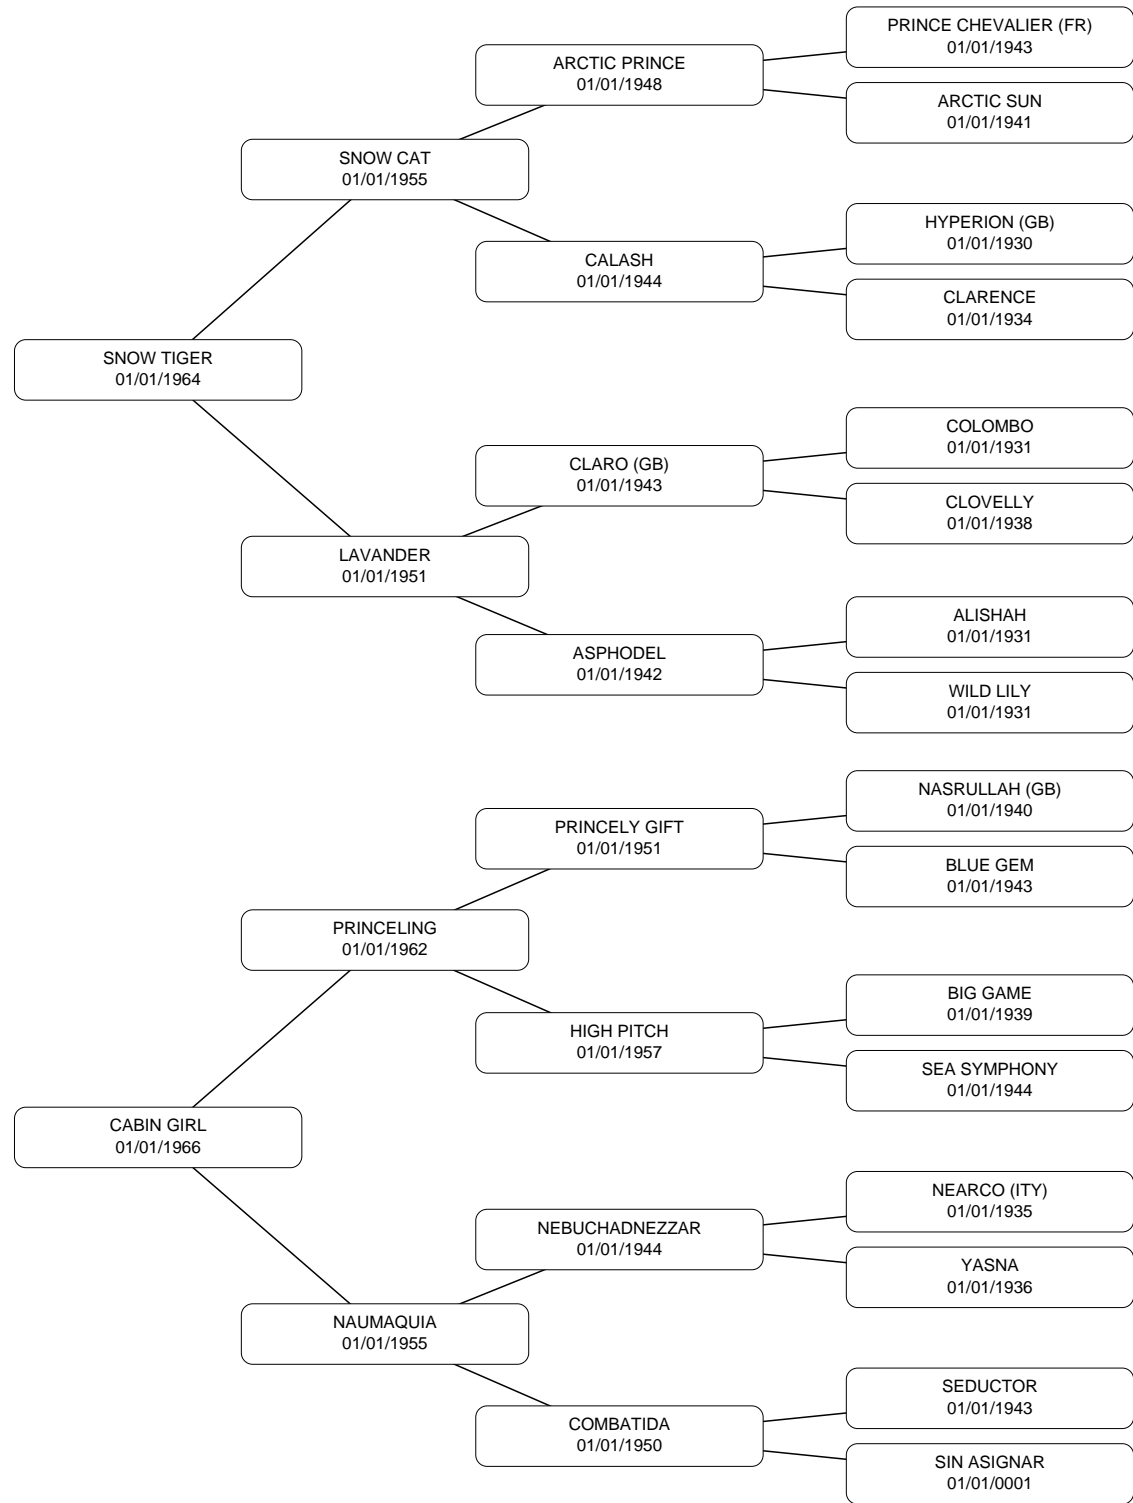 PRINCE CHEVALIER (FR)
01/01/1943
ARCTIC PRINCE
01/01/1948
ARCTIC SUN
01/01/1941
SNOW CAT
01/01/1955
HYPERION (GB)
01/01/1930
CALASH
01/01/1944
CLARENCE
01/01/1934
SNOW TIGER
01/01/1964
COLOMBO
01/01/1931
CLARO (GB)
01/01/1943
CLOVELLY
01/01/1938
LAVANDER
01/01/1951
ALISHAH
01/01/1931
ASPHODEL
01/01/1942
WILD LILY
01/01/1931
NASRULLAH (GB)
01/01/1940
PRINCELY GIFT
01/01/1951
BLUE GEM
01/01/1943
PRINCELING
01/01/1962
BIG GAME
01/01/1939
HIGH PITCH
01/01/1957
SEA SYMPHONY
01/01/1944
CABIN GIRL
01/01/1966
NEARCO (ITY)
01/01/1935
NEBUCHADNEZZAR
01/01/1944
YASNA
01/01/1936
NAUMAQUIA
01/01/1955
SEDUCTOR
01/01/1943
COMBATIDA
01/01/1950
SIN ASIGNAR
01/01/0001